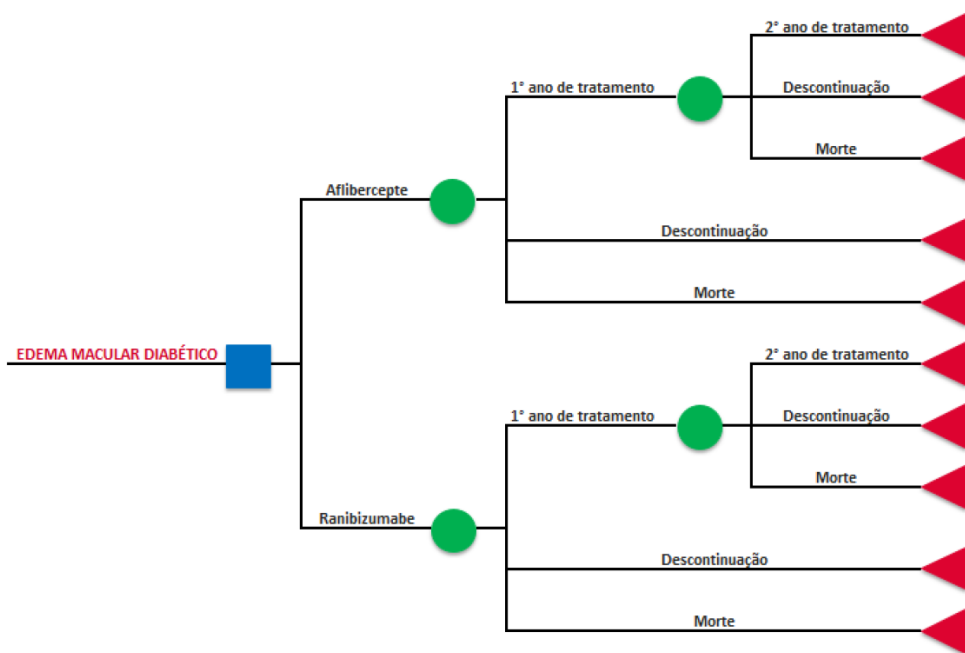 2° ano de tratamento
1° ano de tratamento
Descontinuação
Morte
Aflibercepte
Descontinuação
Morte
EDEMA MACULAR DIABÉTICO
2° ano de tratamento
1° ano de tratamento
Descontinuação
Morte
Ranibizumabe
Descontinuação
Morte